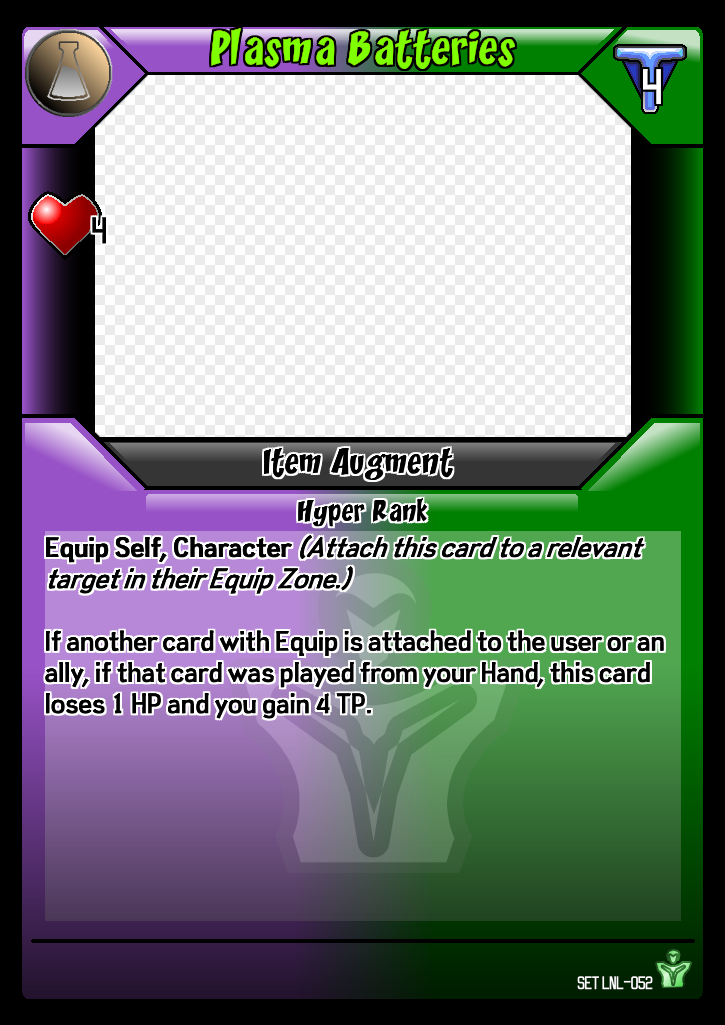 Plasma Batteries
4
4
Item Augment
Hyper Rank
Equip Self, Character (Attach this card to a relevant
target in their Equip Zone.)
If another card with Equip is attached to the user or an
ally, if that card was played from your Hand, this card
loses 1 HP and you gain 4 TP.
SET LNL-052